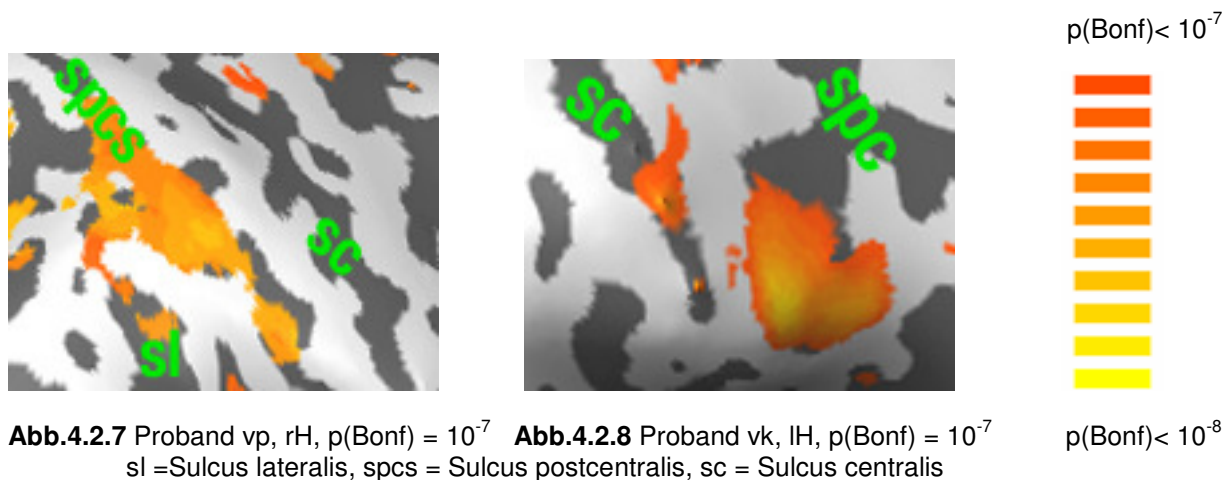 p(Bonf)< 10⁻⁷
spcs
sc
sl
sc
spc
Abb.4.2.7 Proband vp, rH, p(Bonf) = 10⁻⁷ Abb.4.2.8 Proband vk, lH, p(Bonf) = 10⁻⁷ p(Bonf)< 10⁻⁸
sl =Sulcus lateralis, spcs = Sulcus postcentralis, sc = Sulcus centralis